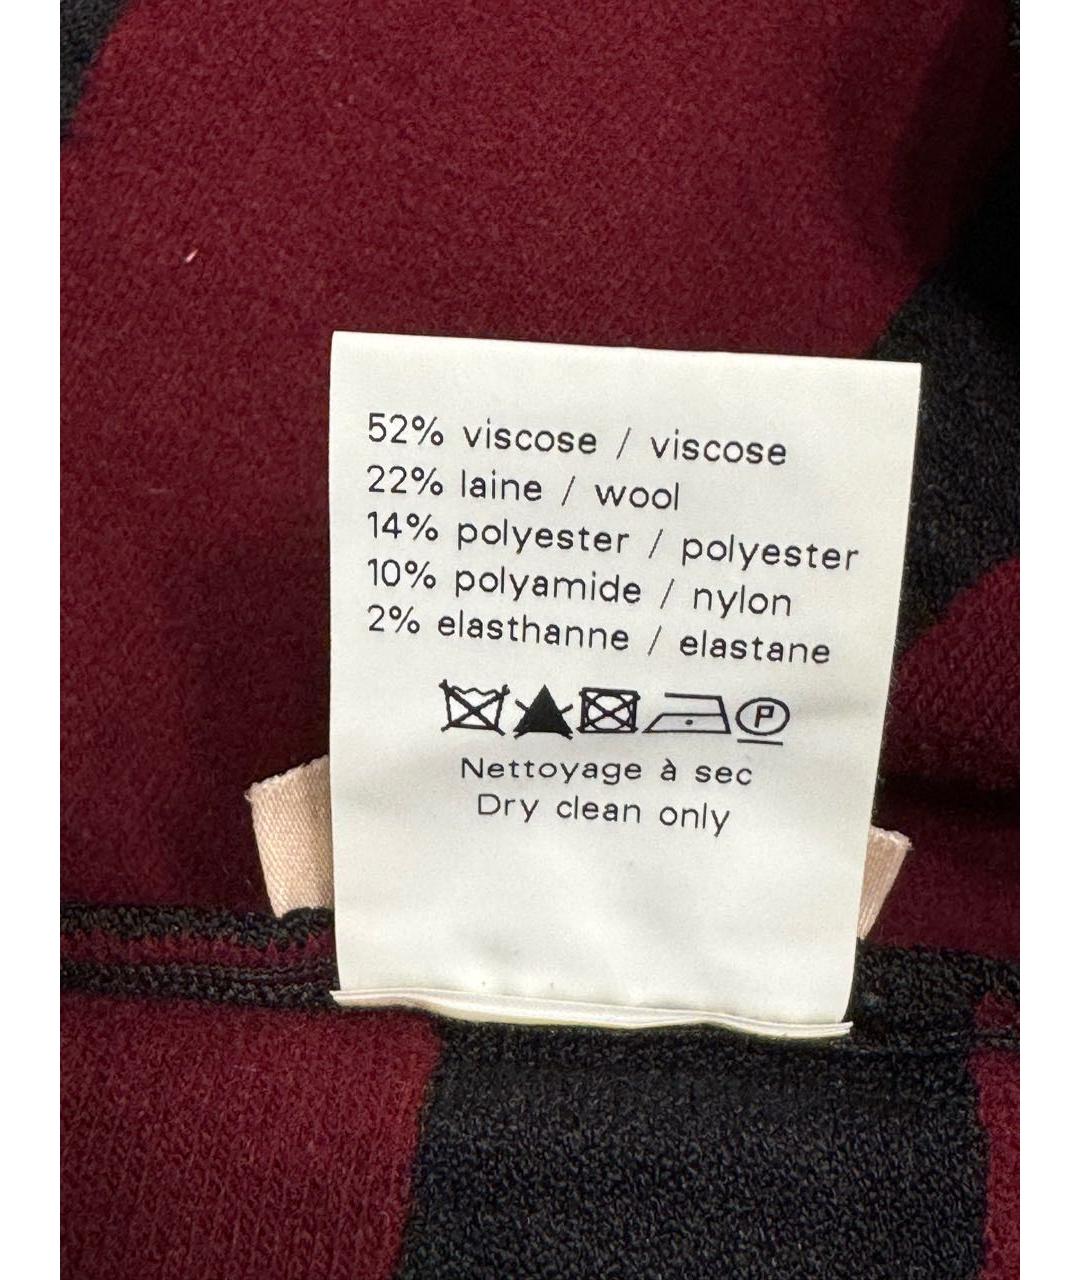 52% viscose / viscose
22% laine / wool
14% polyester / polyester
10% polyamide / nylon
2% elasthanne / elastane
P
Nettoyage à sec
Dry clean only